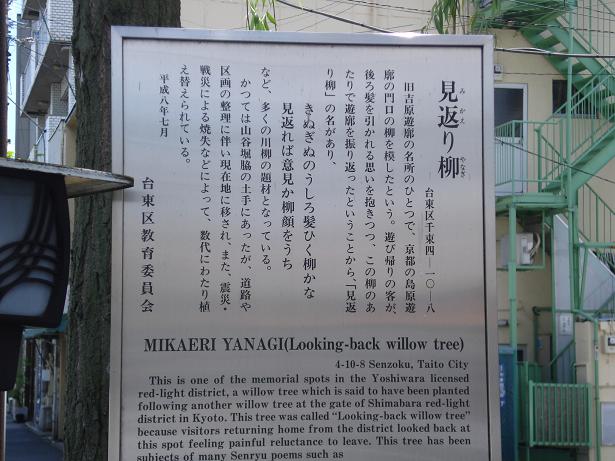 見返り柳
みかえ やなぎ
台東区千束四―一〇―八
旧吉原遊廓の名所のひとつで、京都の島原遊
廓の門口の柳を模したという。遊び帰りの客が、
後ろ髪を引かれる思いを抱きつつ、この柳のあ
たりで遊廓を振り返ったということから、「見返
り柳」の名があり、
きぬぎぬのうしろ髪ひく柳かな
見返れば意見か柳顔をうち
など、多くの川柳の題材となっている。
かつては山谷堀脇の土手にあったが、道路や
区画の整理に伴い現在地に移され、また、震災・
戦災による焼失などによって、数代にわたり植
え替えられている。
平成八年七月
台東区教育委員会
MIKAERI YANAGI(Looking-back willow tree)
4-10-8 Senzoku, Taito City
This is one of the memorial spots in the Yoshiwara licensed
red-light district, a willow tree which is said to have been planted
following another willow tree at the gate of Shimabara red-light
district in Kyoto. This tree was called "Looking-back willow tree"
because visitors returning home from the district looked back at
this spot feeling painful reluctance to leave. This tree has been
subjects of many Senryu poems such as